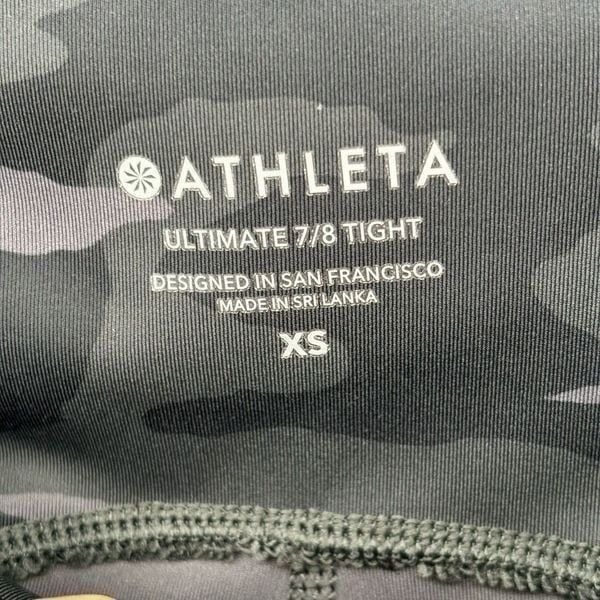 ATHLETA
ULTIMATE 7/8 TIGHT
DESIGNED IN SAN FRANCISCO
MADE IN SRI LANKA
XS